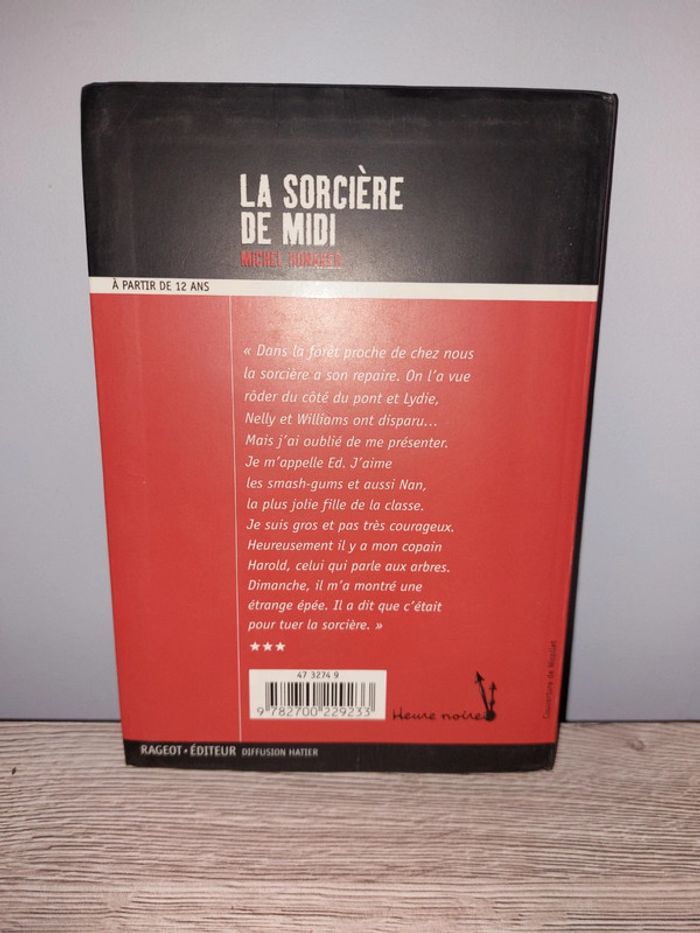 LA SORCIÈRE
DE MIDI
MICHEL HONAKER
À PARTIR DE 12 ANS
« Dans la forêt proche de chez nous
la sorcière a son repaire. On l'a vue
rôder du côté du pont et Lydie,
Nelly et Williams ont disparu...
Mais j'ai oublié de me présenter.
Je m'appelle Ed. J'aime
les smash-gums et aussi Nan,
la plus jolie fille de la classe.
Je suis gros et pas très courageux.
Heureusement il y a mon copain
Harold, celui qui parle aux arbres.
Dimanche, il m'a montré une
étrange épée. Il a dit que c'était
pour tuer la sorcière. »
★★★
47 3274 9
9 782700 229233
Heure noire
Couverture de Nicollet
RAGEOT • ÉDITEUR DIFFUSION HATIER